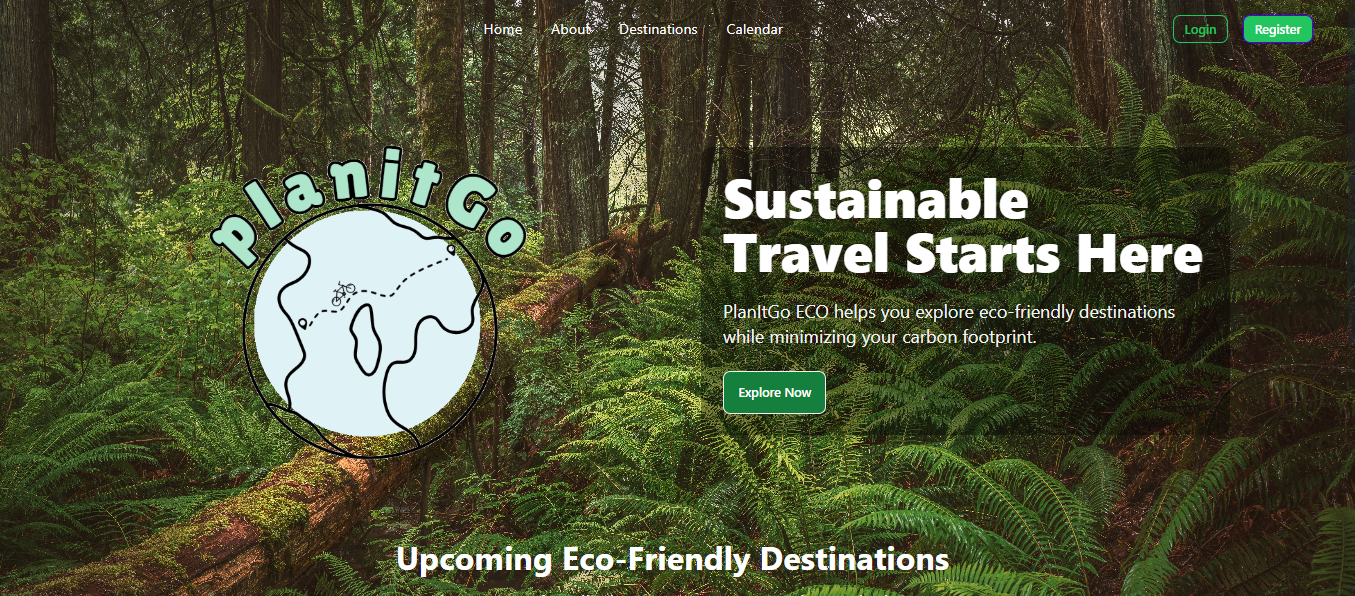 Home About Destinations Calendar Login Register
planitGo
Sustainable
Travel Starts Here
PlanItGo ECO helps you explore eco-friendly destinations
while minimizing your carbon footprint.
Explore Now
Upcoming Eco-Friendly Destinations